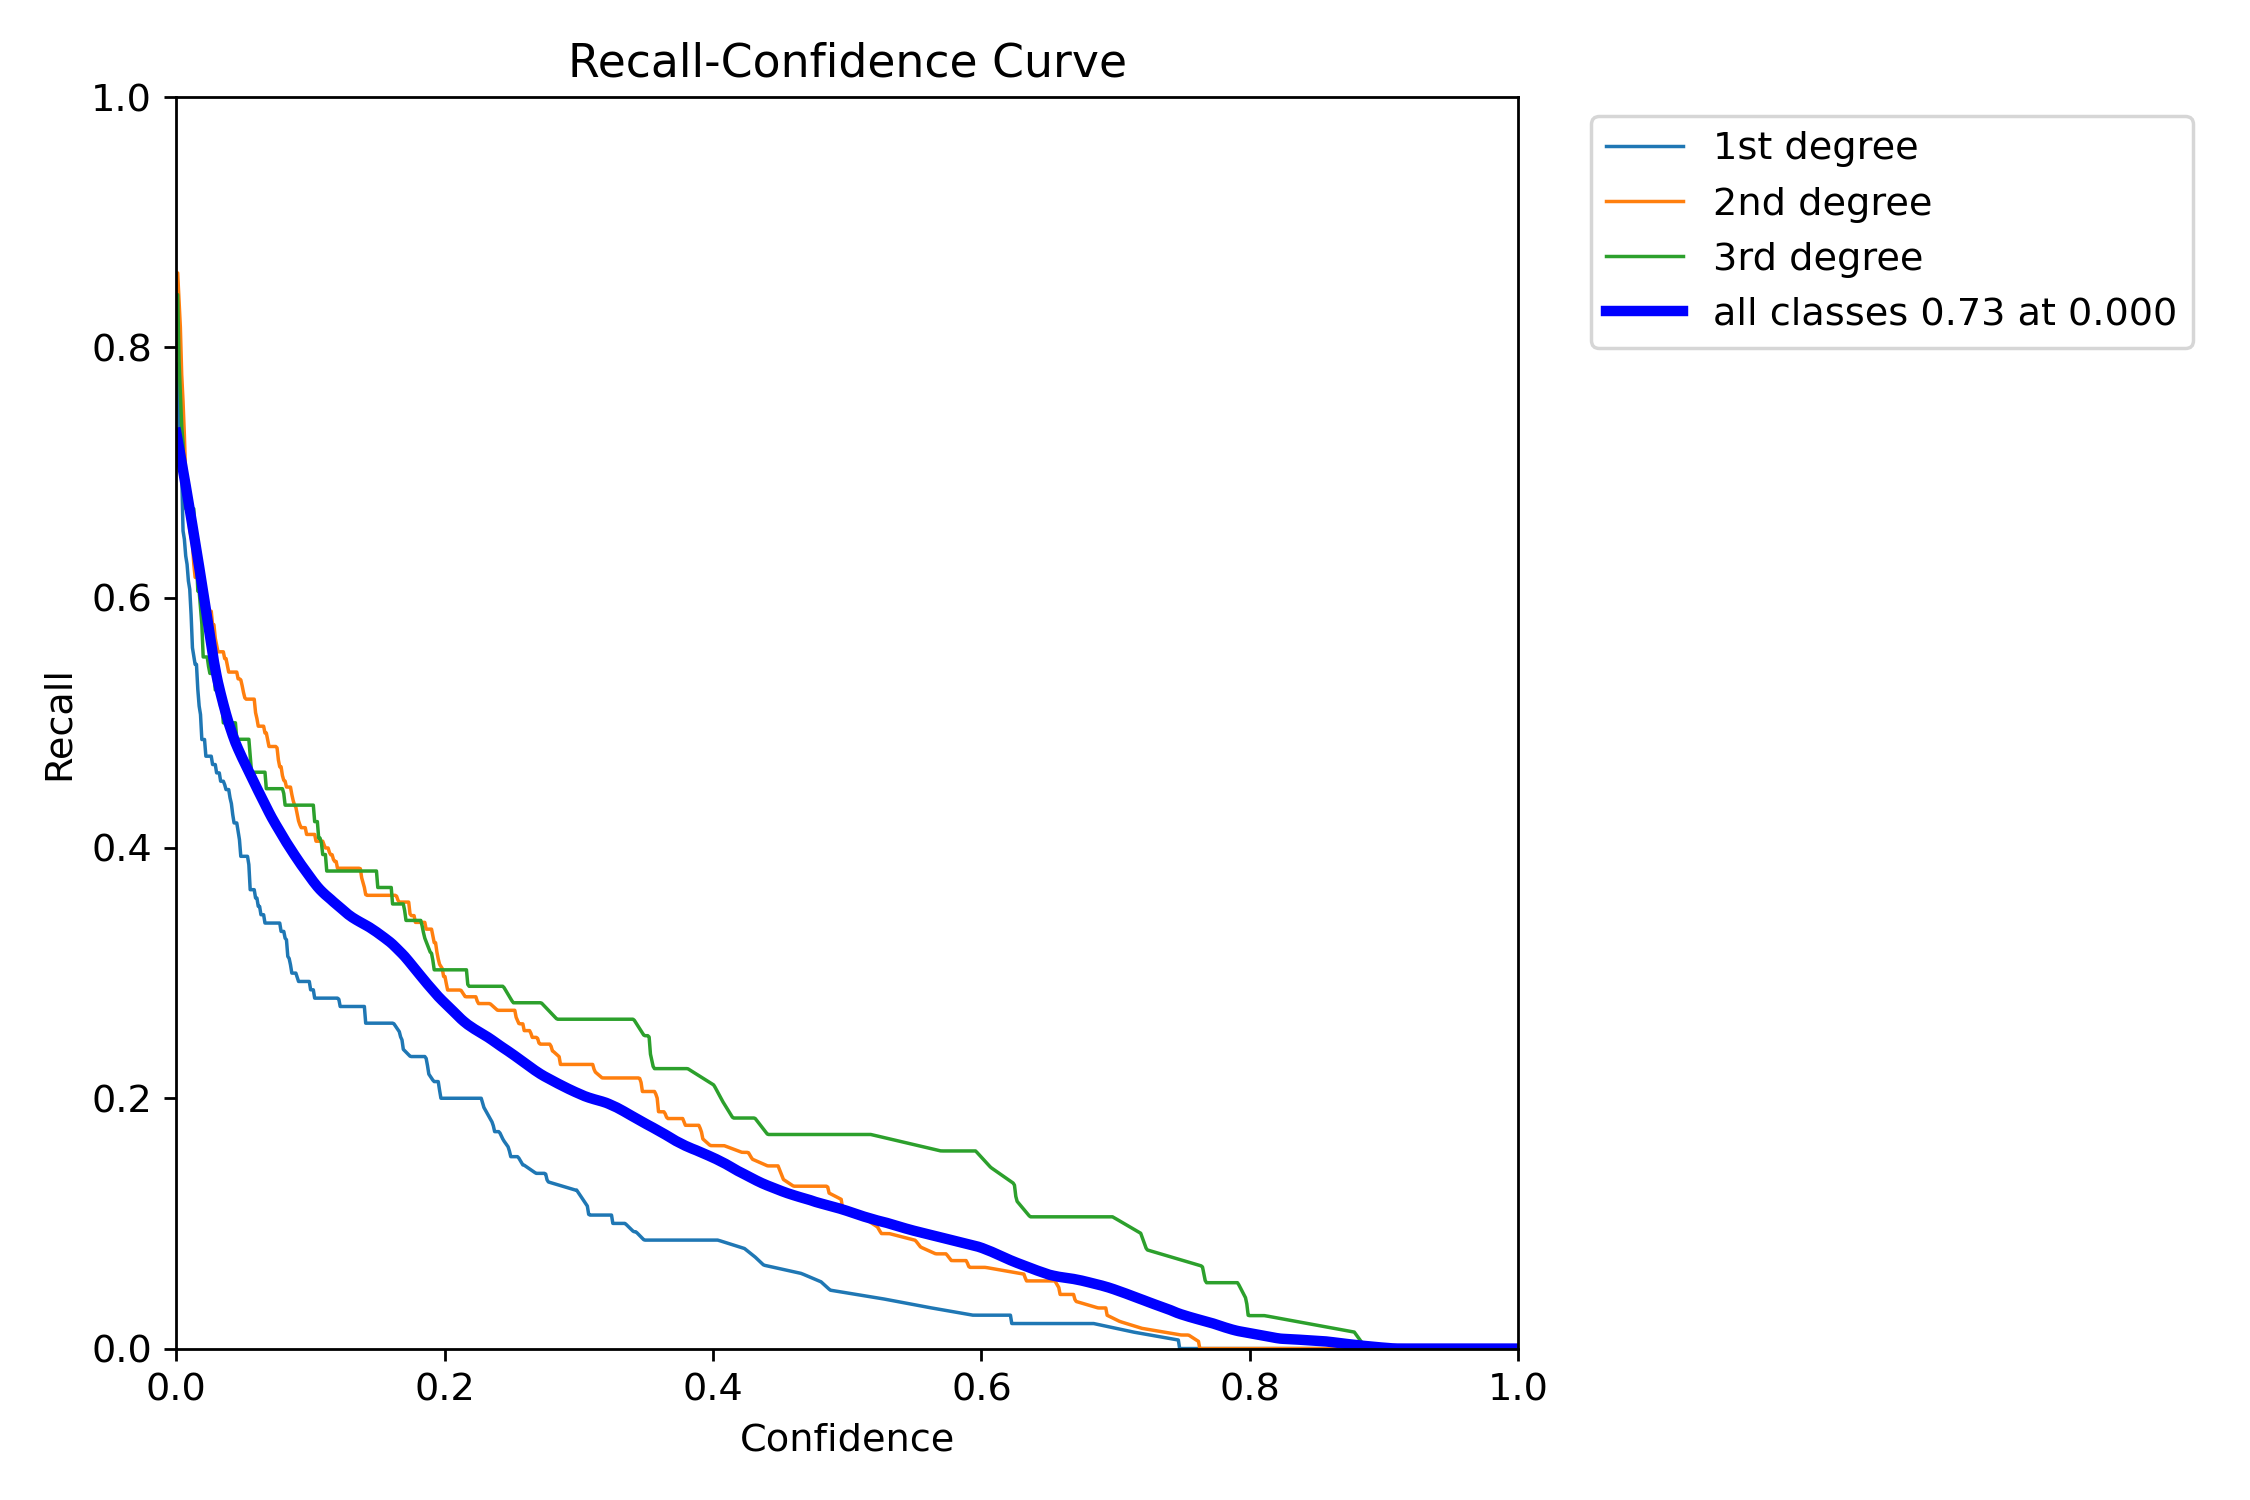 Recall-Confidence Curve
1.0
0.8
0.6
0.4
0.2
0.0
Recall
0.0 0.2 0.4 0.6 0.8 1.0
Confidence
1st degree
2nd degree
3rd degree
all classes 0.73 at 0.000